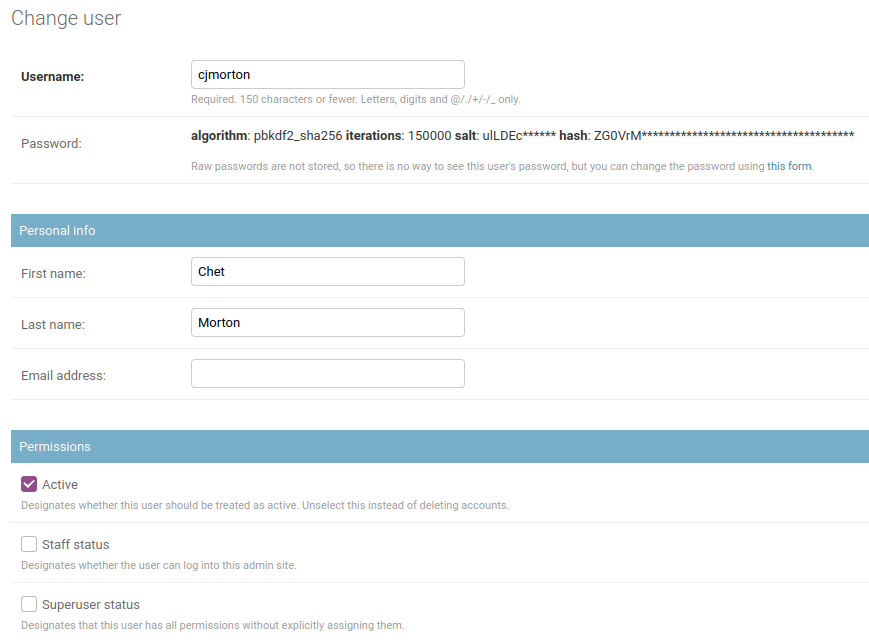 Change user
Username: cjmorton
Required. 150 characters or fewer. Letters, digits and @/./+/-/_ only.
Password: algorithm: pbkdf2_sha256 iterations: 150000 salt: ulLDEc****** hash: ZG0VrM**************************************
Raw passwords are not stored, so there is no way to see this user's password, but you can change the password using this form.
Personal info
First name: Chet
Last name: Morton
Email address:
Permissions
Active
Designates whether this user should be treated as active. Unselect this instead of deleting accounts.
Staff status
Designates whether the user can log into this admin site.
Superuser status
Designates that this user has all permissions without explicitly assigning them.